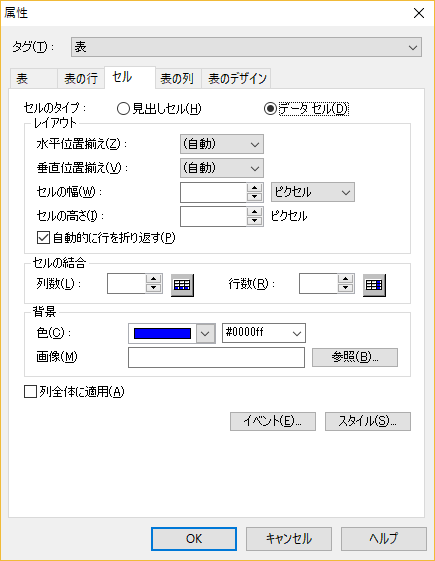 属性
タグ(T): 表
表 表の行 セル 表の列 表のデザイン
セルのタイプ: 見出しセル(H) データ セル(D)
レイアウト
水平位置揃え(Z): (自動)
垂直位置揃え(V): (自動)
セルの幅(W): ピクセル
セルの高さ(I): ピクセル
自動的に行を折り返す(P)
セルの結合
列数(L): 行数(R):
背景
色(C): #0000ff
画像(M) 参照(B)...
列全体に適用(A)
イベント(E)... スタイル(S)...
OK キャンセル ヘルプ